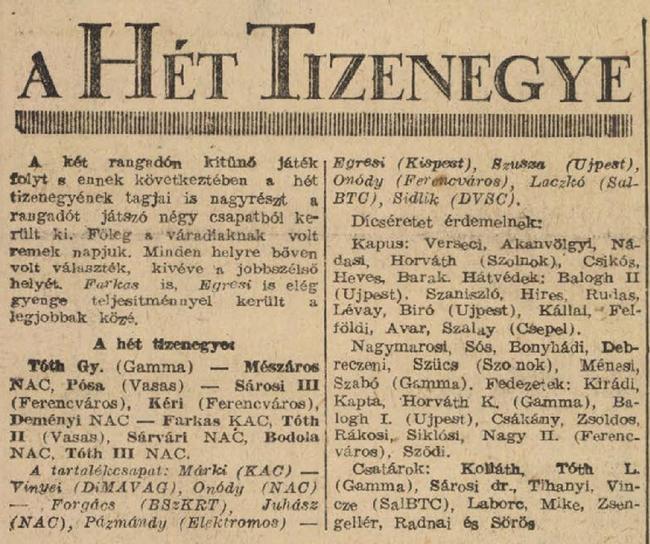 A HÉT TIZENEGYE
A két rangadón kitűnő játék
folyt s ennek következtében a hét
tizenegyének tagjai is nagyrészt a
rangadót játszó négy csapatból ke-
rült ki. Főleg a váradiaknak volt
remek napjuk. Minden helyre bőven
volt választék, kivéve a jobbszélső
helyét. Farkas is, Egresi is elég
gyenge teljesítménnyel került a
legjobbak közé.
A hét tizenegye:
Tóth Gy. (Gamma) — Mészáros
NAC, Pósa (Vasas) — Sárosi III
(Ferencváros), Kéri (Ferencváros),
Deményi NAC — Farkas KAC, Tóth
II (Vasas), Sárvári NAC, Bodola
NAC, Tóth III NAC.
A tartalékcsapat: Márki (KAC) —
Vinyei (DiMÁVAG), Onódy (NAC)
— Forgács (BSzKRT), Juhász
(NAC), Pázmándy (Elektromos) —
Egresi (Kispest), Szusza (Ujpest),
Onódy (Ferencváros), Laczkó (Sal-
BTC), Sidlik (DVSC).
Dicséretet érdemelnek:
Kapus: Verseci, Akanvölgyi, Ná-
dasi, Horváth (Szolnok), Csikós,
Heves, Barak. Hátvédek: Balogh II
(Ujpest). Szaniszló, Hires, Rudas,
Lévay, Biró (Ujpest), Kállai, Fel-
földi, Avar, Szalay (Csepel).
Nagymarosi, Sós, Bonyhádi, Deb-
reczeni, Szücs (Szolnok), Ménesi,
Szabó (Gamma). Fedezetek: Kirádi,
Kapta, Horváth K. (Gamma), Ba-
logh I. (Ujpest), Csákány, Zsoldos,
Rákosi, Siklósi, Nagy II. (Ferenc-
város), Sződi.
Csatárok: Kolláth, Tóth L.
(Gamma), Sárosi dr., Tihanyi, Vin-
cze (SalBTC), Laborc, Mike, Zsen-
gellér, Radnai és Sörös.